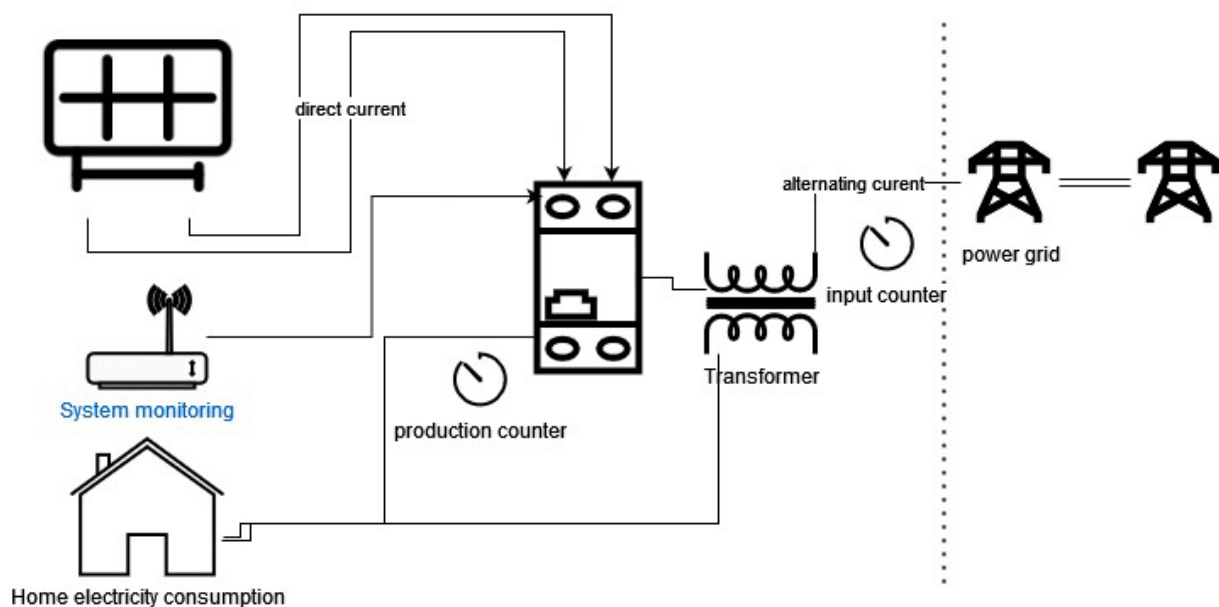 direct current
alternating curent
power grid
input counter
Transformer
System monitoring
production counter
Home electricity consumption